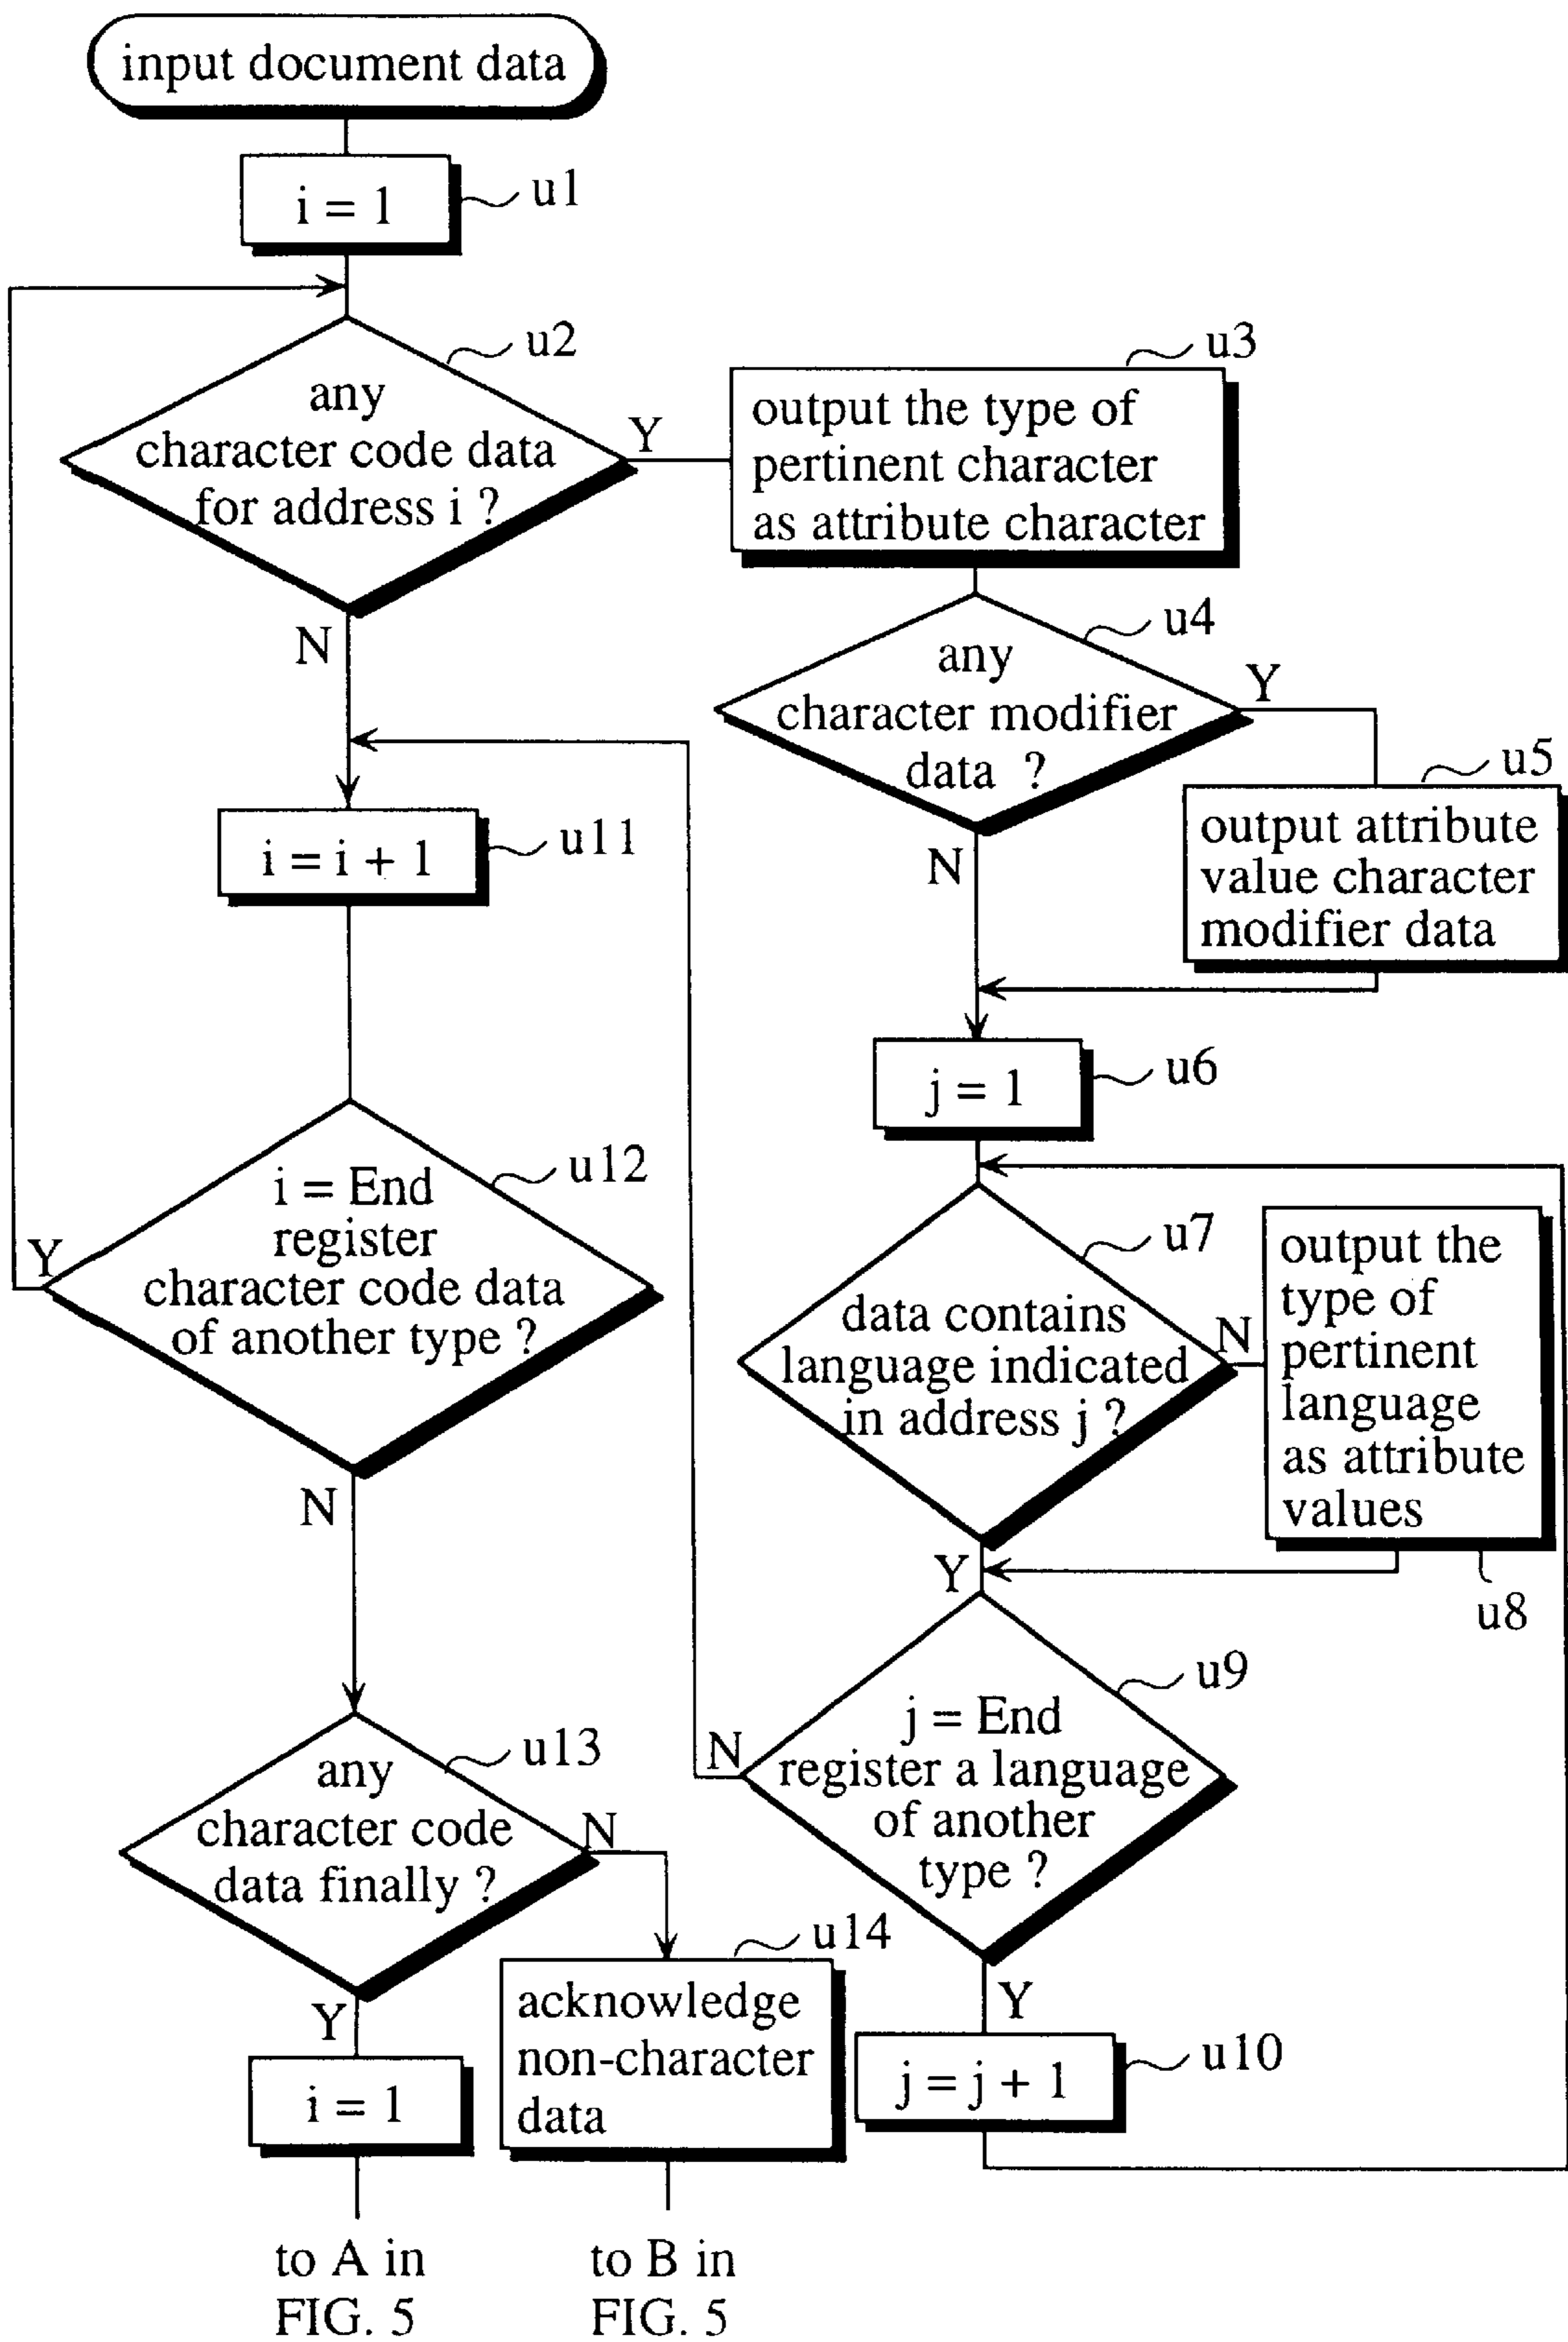 input document data
i = 1
u1
any
character code data
for address i ?
u2
Y
N
output the type of
pertinent character
as attribute character
u3
any
character modifier
data ?
u4
Y
N
output attribute
value character
modifier data
u5
j = 1
u6
data contains
language indicated
in address j ?
u7
N
Y
output the
type of
pertinent
language
as attribute
values
u8
j = End
register a language
of another
type ?
u9
N
Y
j = j + 1
u10
i = i + 1
u11
i = End
register
character code data
of another type ?
u12
Y
N
any
character code
data finally ?
u13
N
Y
acknowledge
non-character
data
u14
i = 1
to A in
FIG. 5
to B in
FIG. 5